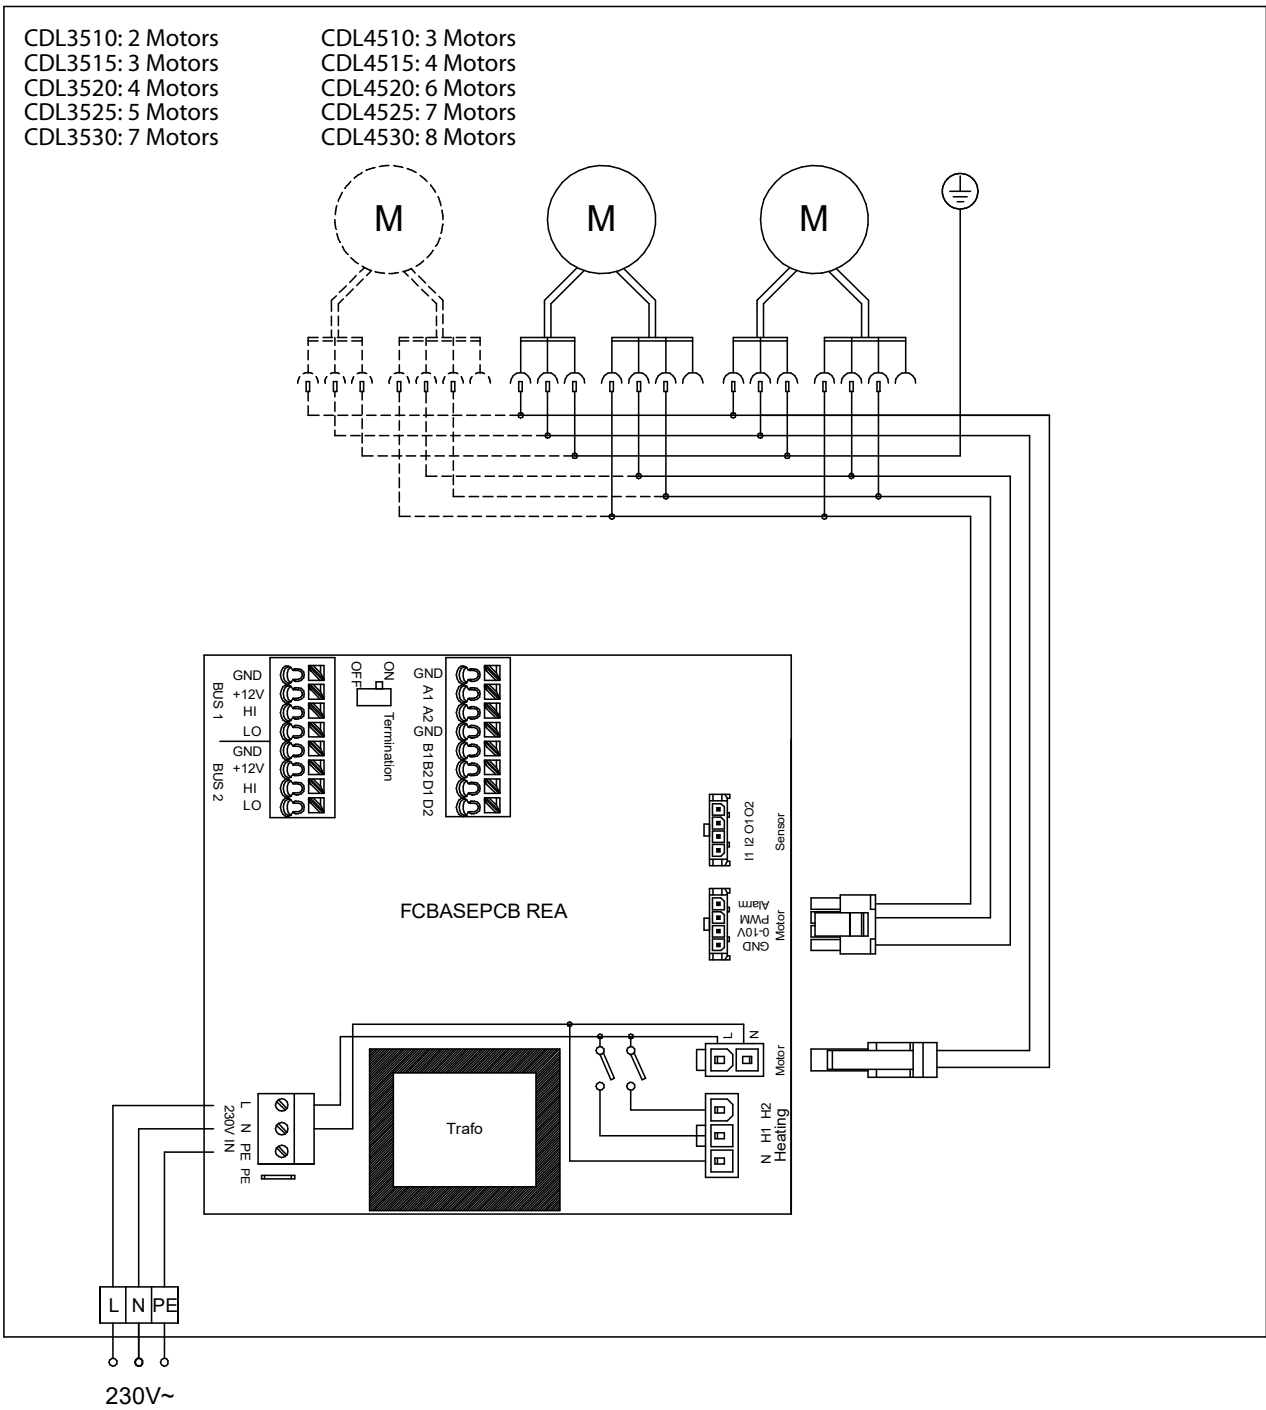 CDL3510: 2 Motors
CDL3515: 3 Motors
CDL3520: 4 Motors
CDL3525: 5 Motors
CDL3530: 7 Motors
CDL4510: 3 Motors
CDL4515: 4 Motors
CDL4520: 6 Motors
CDL4525: 7 Motors
CDL4530: 8 Motors
M
M
M
BUS 1
GND
+12V
HI
LO
BUS 2
GND
+12V
HI
LO
OFF
ON
Termination
GND
A1
A2
GND
B1
B2
D1
D2
I1 I2 O1 O2
Sensor
FCBASEPCB REA
Alarm
PWM
0-10V
GND
Motor
L
N
Motor
230V IN
L
N
PE
PE
Trafo
N H1 H2
Heating
L
N
PE
230V~